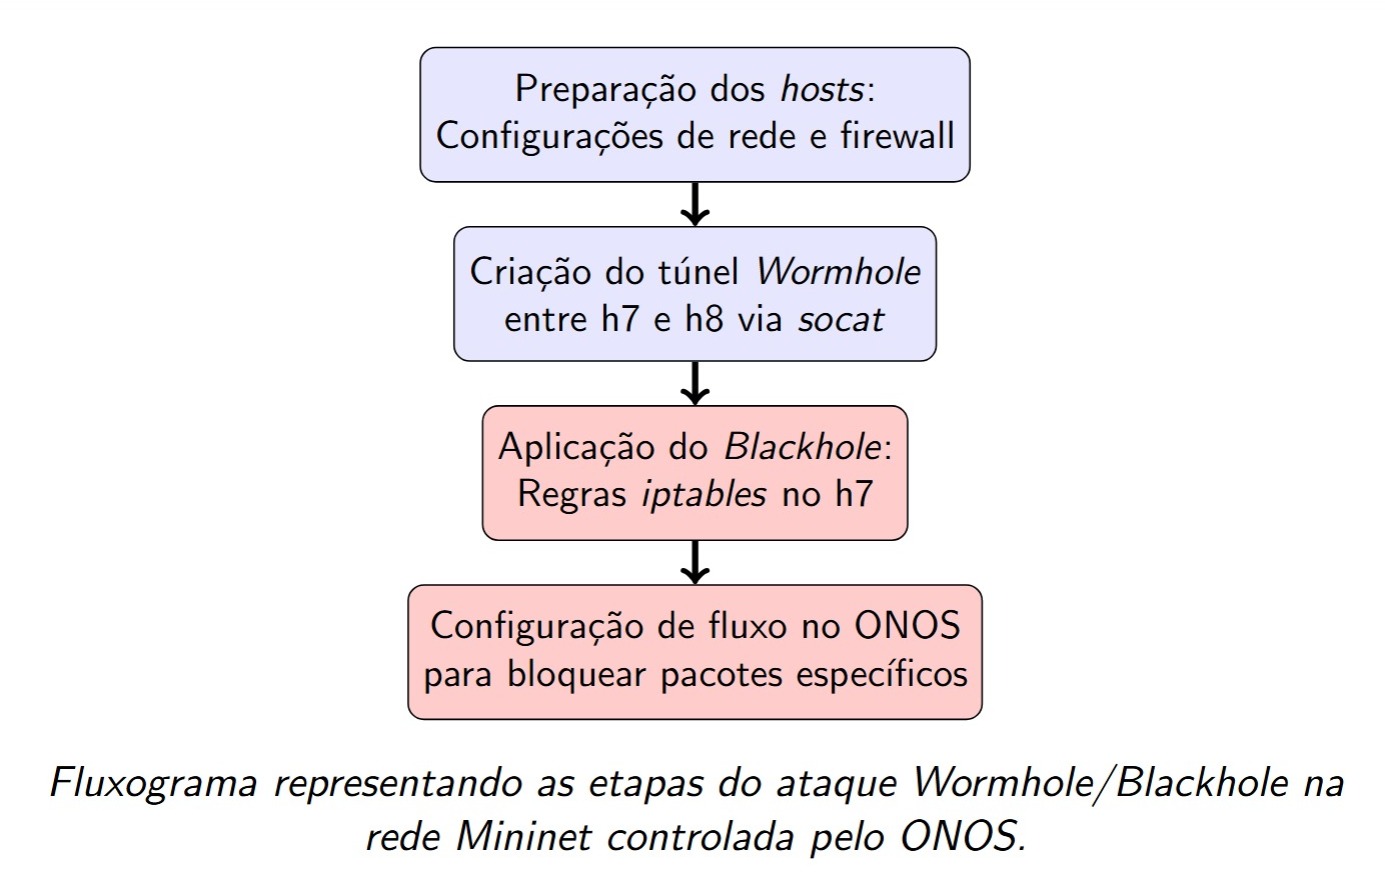 Preparação dos hosts:
Configurações de rede e firewall
Criação do túnel Wormhole
entre h7 e h8 via socat
Aplicação do Blackhole:
Regras iptables no h7
Configuração de fluxo no ONOS
para bloquear pacotes específicos
Fluxograma representando as etapas do ataque Wormhole/Blackhole na
rede Mininet controlada pelo ONOS.